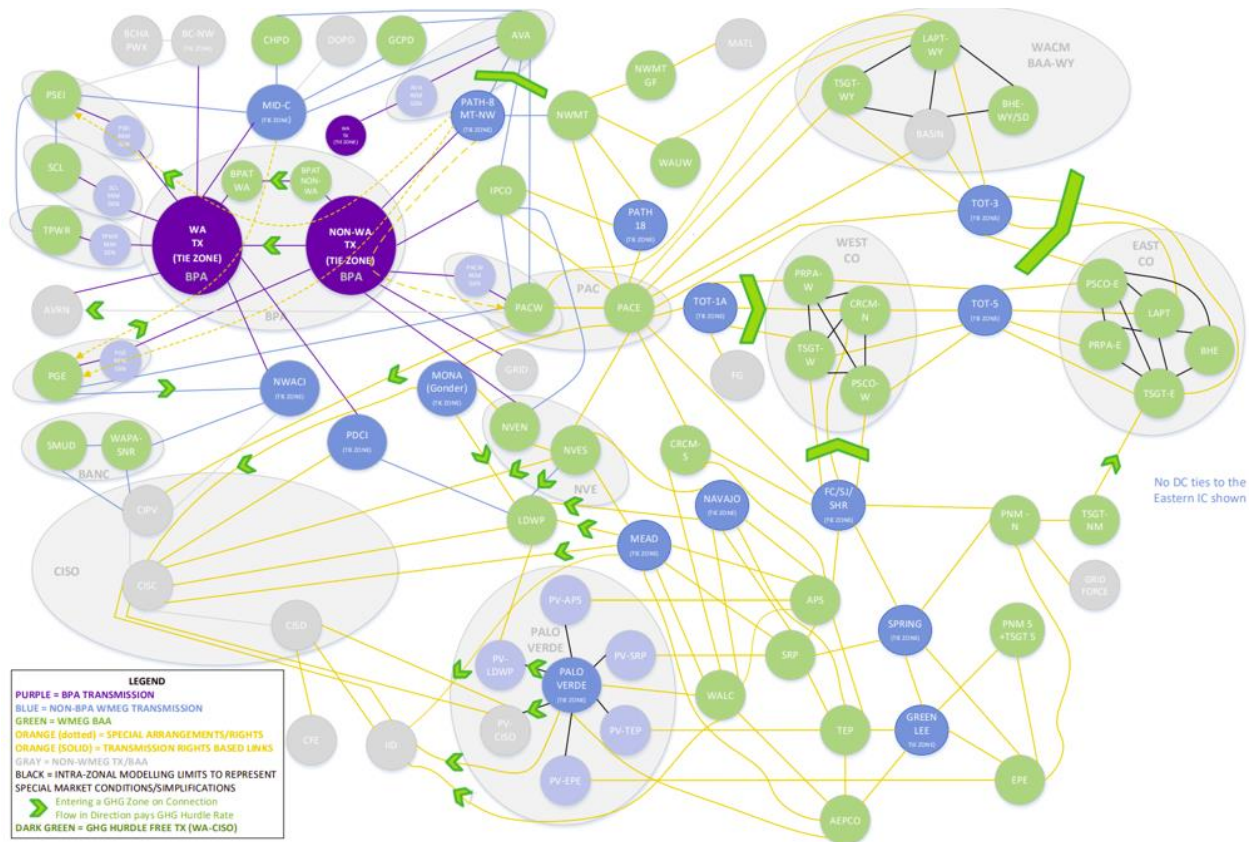 BCHA
PWX
BC-NW
(TIE ZONE)
CHPD
DOPD
GCPD
AVA
PSEI
MID-C
(TIE ZONE)
WA
TX
(TIE ZONE)
PATH-8
MT-NW
(TIE ZONE)
NWMT
NWMT
GF
MATL
WAUW
LAPT-
WY
TSGT-
WY
BHE-
WY/SD
BASIN
WACM
BAA-WY
SCL
TPWR
BPAT
WA
BPAT
NON-
WA
WA
TX
(TIE ZONE)
BPA
NON-WA
TX
(TIE ZONE)
BPA
BPA
IPCO
PATH
18
(TIE ZONE)
TOT-3
(TIE ZONE)
AVRN
PGE
PACW
PAC
PACE
TOT-1A
(TIE ZONE)
FG
WEST
CO
PRPA-
W
CRCM-
N
TSGT-
W
PSCO-
W
TOT-5
(TIE ZONE)
EAST
CO
PSCO-E
LAPT
PRPA-E
BHE
TSGT-E
NWACI
(TIE ZONE)
MONA
(Gonder)
(TIE ZONE)
GRID
PDCI
(TIE ZONE)
NVEN
NVES
NVE
SMUD
WAPA-
SNR
BANC
CRCM-
S
NAVAJO
(TIE ZONE)
FC/SJ/
SHR
(TIE ZONE)
PNM -
N
TSGT-
NM
No DC ties to the
Eastern IC shown
CIPV
CISO
CISC
LDWP
MEAD
(TIE ZONE)
GRID
FORCE
CISD
PV-APS
APS
PALO
VERDE
PV-
LDWP
PV-SRP
SRP
SPRING
(TIE ZONE)
PNM S
+TSGT S
PALO
VERDE
(TIE ZONE)
WALC
PV-
CISO
PV-TEP
TEP
GREEN
LEE
(TIE ZONE)
CFE
IID
PV-EPE
AEPCO
EPE
LEGEND
PURPLE = BPA TRANSMISSION
BLUE = NON-BPA WMEG TRANSMISSION
GREEN = WMEG BAA
ORANGE (dotted) = SPECIAL ARRANGEMENTS/RIGHTS
ORANGE (SOLID) = TRANSMISSION RIGHTS BASED LINKS
GRAY = NON-WMEG TX/BAA
BLACK = INTRA-ZONAL MODELLING LIMITS TO REPRESENT
SPECIAL MARKET CONDITIONS/SIMPLIFICATIONS
Entering a GHG Zone on Connection
Flow in Direction pays GHG Hurdle Rate
DARK GREEN = GHG HURDLE FREE TX (WA-CISO)